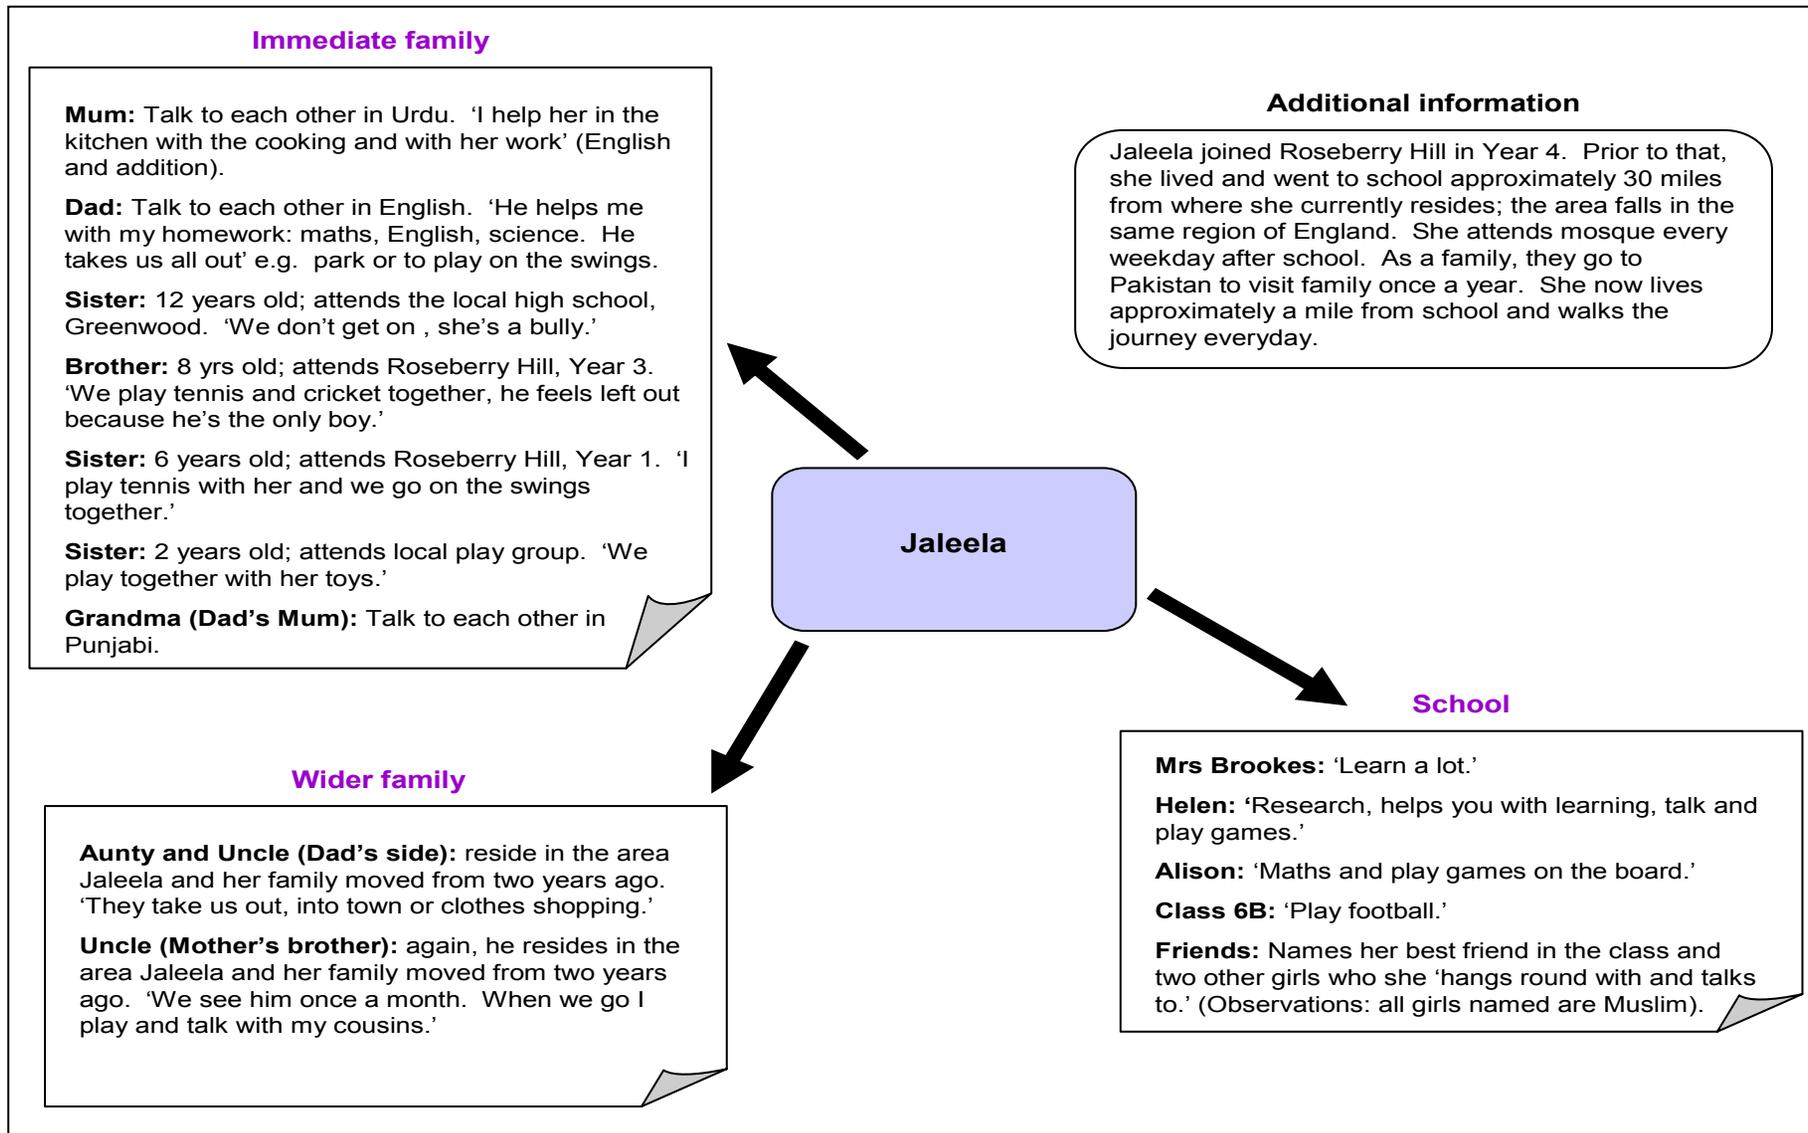 Immediate family
Mum: Talk to each other in Urdu. ‘I help her in the
kitchen with the cooking and with her work’ (English
and addition).
Dad: Talk to each other in English. ‘He helps me
with my homework: maths, English, science. He
takes us all out’ e.g. park or to play on the swings.
Sister: 12 years old; attends the local high school,
Greenwood. ‘We don’t get on , she’s a bully.’
Brother: 8 yrs old; attends Roseberry Hill, Year 3.
‘We play tennis and cricket together, he feels left out
because he’s the only boy.’
Sister: 6 years old; attends Roseberry Hill, Year 1. ‘I
play tennis with her and we go on the swings
together.’
Sister: 2 years old; attends local play group. ‘We
play together with her toys.’
Grandma (Dad’s Mum): Talk to each other in
Punjabi.
Additional information
Jaleela joined Roseberry Hill in Year 4. Prior to that,
she lived and went to school approximately 30 miles
from where she currently resides; the area falls in the
same region of England. She attends mosque every
weekday after school. As a family, they go to
Pakistan to visit family once a year. She now lives
approximately a mile from school and walks the
journey everyday.
Jaleela
Wider family
Aunty and Uncle (Dad’s side): reside in the area
Jaleela and her family moved from two years ago.
‘They take us out, into town or clothes shopping.’
Uncle (Mother’s brother): again, he resides in the
area Jaleela and her family moved from two years
ago. ‘We see him once a month. When we go I
play and talk with my cousins.’
School
Mrs Brookes: ‘Learn a lot.’
Helen: ‘Research, helps you with learning, talk and
play games.’
Alison: ‘Maths and play games on the board.’
Class 6B: ‘Play football.’
Friends: Names her best friend in the class and
two other girls who she ‘hangs round with and talks
to.’ (Observations: all girls named are Muslim).